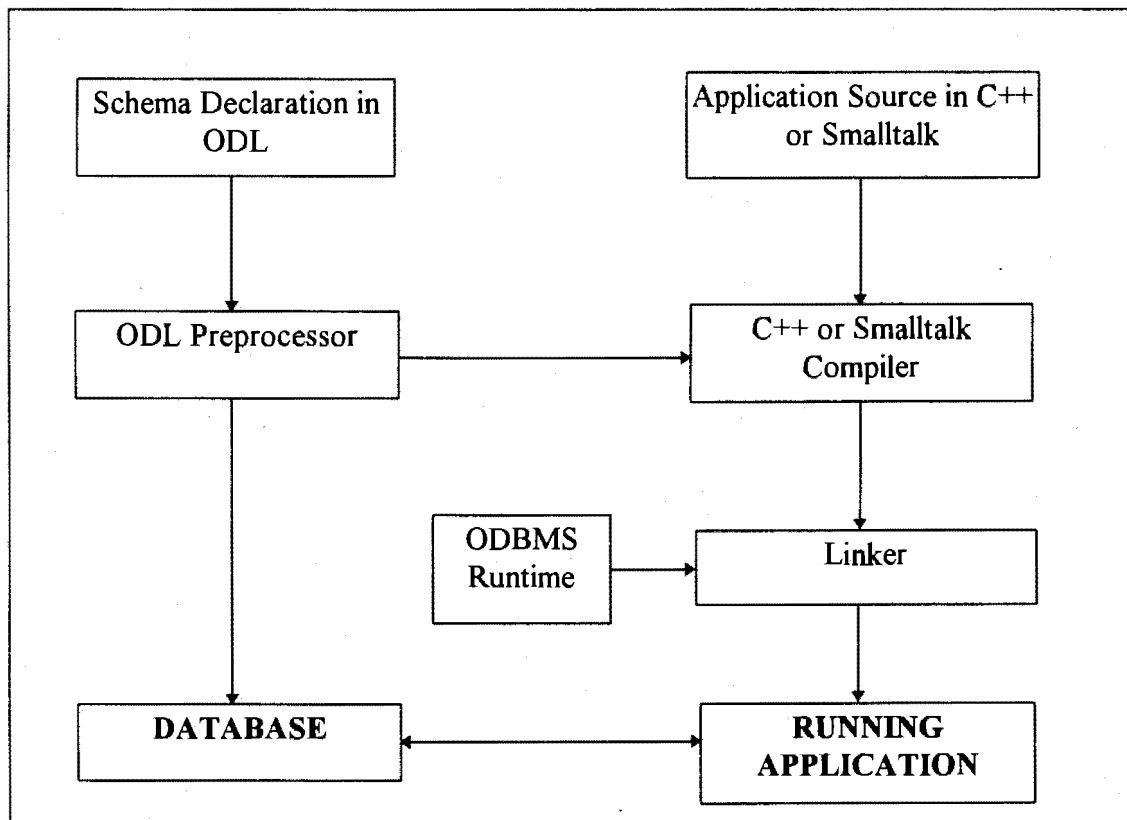 Schema Declaration in
ODL
Application Source in C++
or Smalltalk
ODL Preprocessor
C++ or Smalltalk
Compiler
ODBMS
Runtime
Linker
DATABASE
RUNNING
APPLICATION